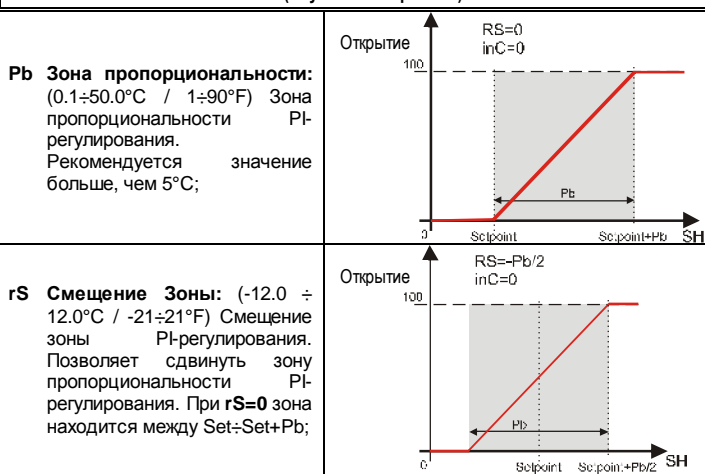 Pb Зона пропорциональности:
(0.1÷50.0°C / 1÷90°F) Зона
пропорциональности PI-
регулирования.
Рекомендуется значение
больше, чем 5°C;
Открытие
RS=0
inC=0
100
Pb
0
Setpoint
Setpoint+Pb
SH
rS Смещение Зоны: (-12.0 ÷
12.0°C / -21÷21°F) Смещение
зоны PI-регулирования.
Позволяет сдвинуть зону
пропорциональности PI-
регулирования. При rS=0 зона
находится между Set÷Set+Pb;
Открытие
RS=-Pb/2
inC=0
100
Pb
0
Setpoint
Setpoint+Pb/2
SH